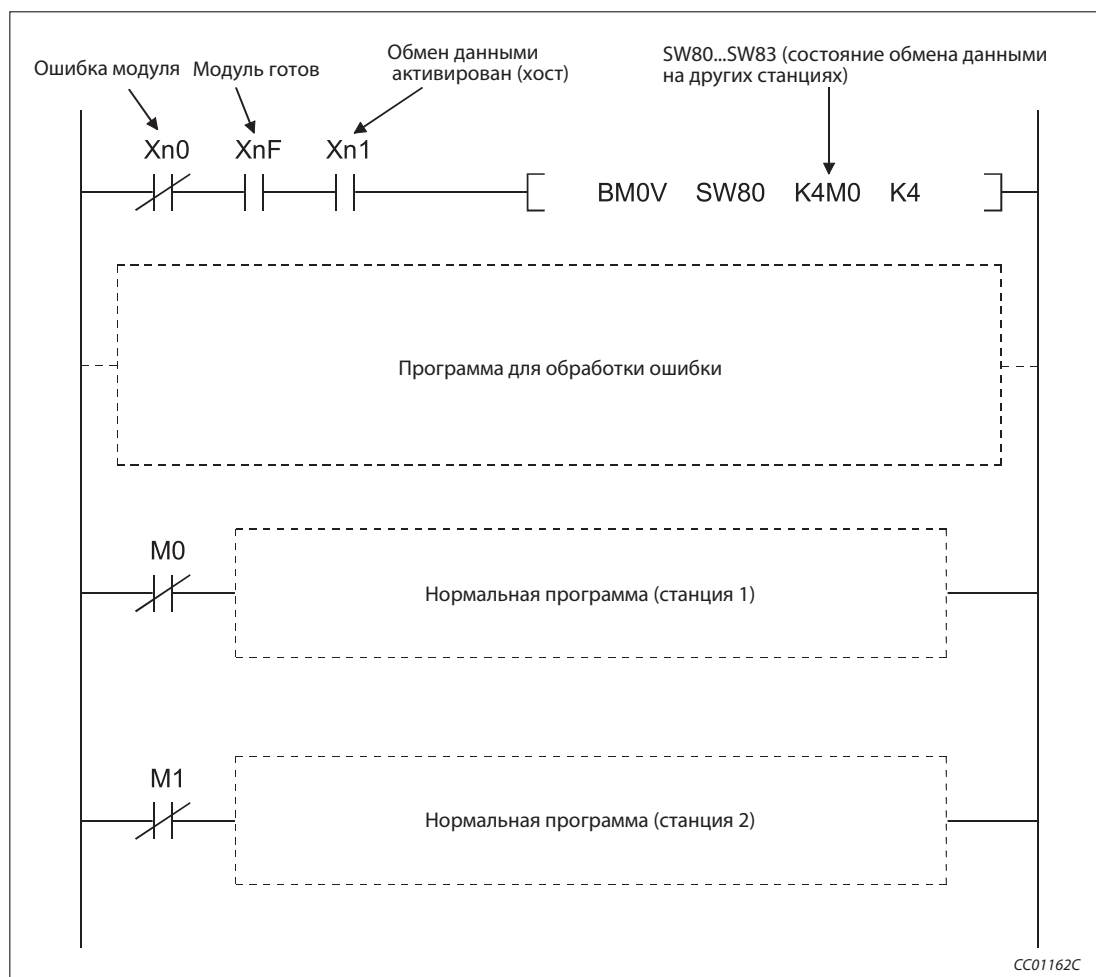 Ошибка модуля
Модуль готов
Обмен данными
активирован (хост)
SW80...SW83 (состояние обмена данными
на других станциях)
Xn0 XnF Xn1
BM0V SW80 K4M0 K4
Программа для обработки ошибки
M0
Нормальная программа (станция 1)
M1
Нормальная программа (станция 2)
CC01162C